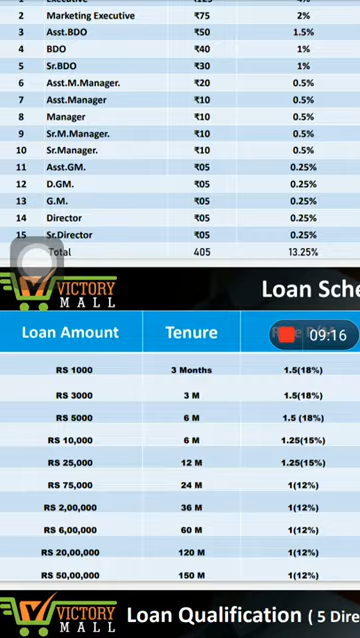 2 Marketing Executive ₹75 2%
3 Asst.BDO ₹50 1.5%
4 BDO ₹40 1%
5 Sr.BDO ₹30 1%
6 Asst.M.Manager. ₹20 0.5%
7 Asst.Manager ₹10 0.5%
8 Manager ₹10 0.5%
9 Sr.M.Manager. ₹10 0.5%
10 Sr.Manager. ₹10 0.5%
11 Asst.GM. ₹05 0.25%
12 D.GM. ₹05 0.25%
13 G.M. ₹05 0.25%
14 Director ₹05 0.25%
15 Sr.Director ₹05 0.25%
Total 405 13.25%
VICTORY
MALL
Loan Sche
Loan Amount Tenure
09:16
RS 1000 3 Months 1.5(18%)
RS 3000 3 M 1.5(18%)
RS 5000 6 M 1.5 (18%)
RS 10,000 6 M 1.25(15%)
RS 25,000 12 M 1.25(15%)
RS 75,000 24 M 1(12%)
RS 2,00,000 36 M 1(12%)
RS 6,00,000 60 M 1(12%)
RS 20,00,000 120 M 1(12%)
RS 50,00,000 150 M 1(12%)
VICTORY
MALL
Loan Qualification ( 5 Dire